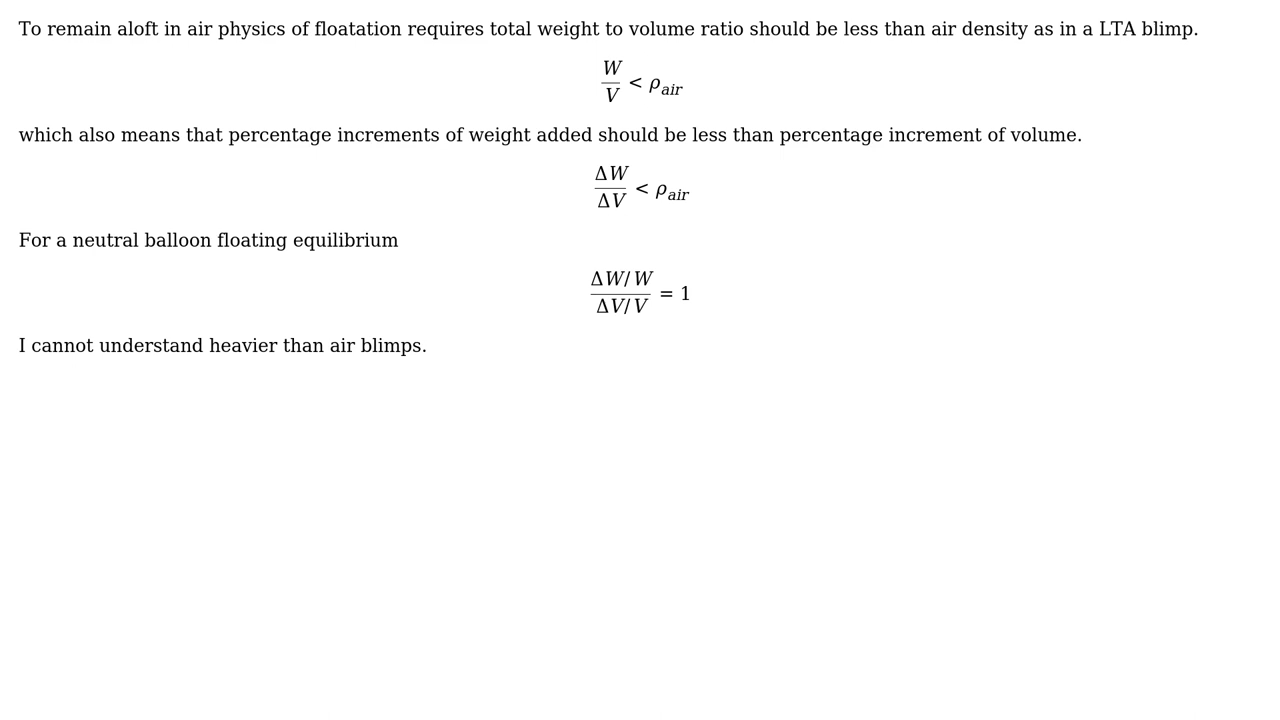 To remain aloft in air physics of floatation requires total weight to volume ratio should be less than air density as in a LTA blimp.
W/V < ρ_air
which also means that percentage increments of weight added should be less than percentage increment of volume.
ΔW/ΔV < ρ_air
For a neutral balloon floating equilibrium
(ΔW/W)/(ΔV/V) = 1
I cannot understand heavier than air blimps.